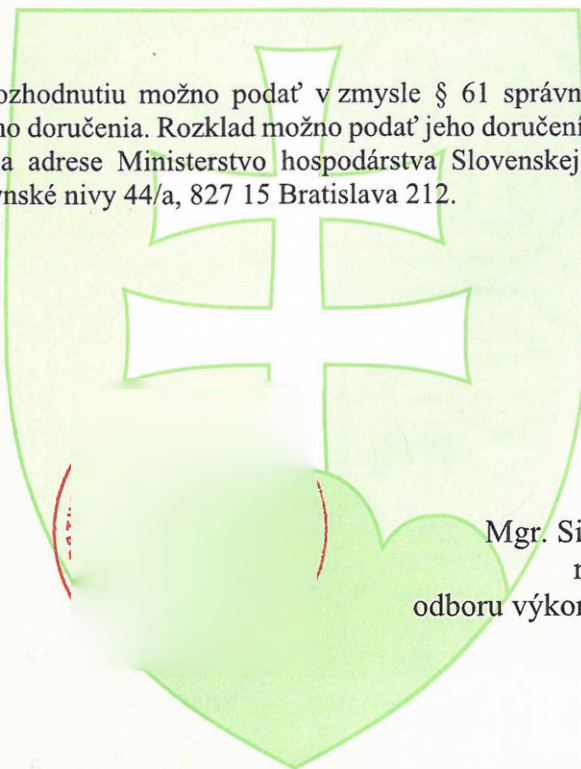 ozhodnutiu možno podať v zmysle § 61 správn
ho doručenia. Rozklad možno podať jeho doručení
a adrese Ministerstvo hospodárstva Slovenskej
nské nivy 44/a, 827 15 Bratislava 212.
Mgr. Si
odboru výkon